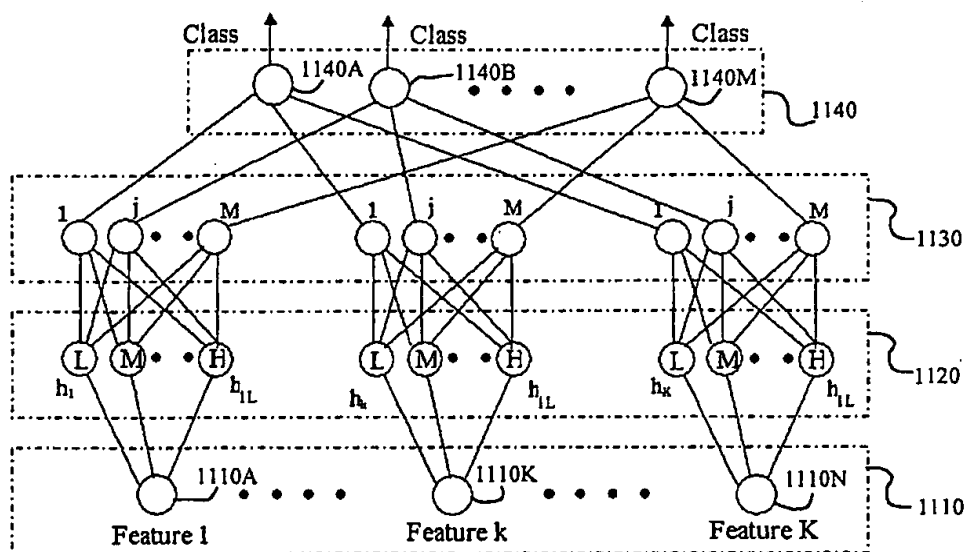 Class Class Class
1140A 1140B 1140M
1140
1 j M 1 j M 1 j M
1130
L M H L M H L M H
h1 h1L hk h1L hK h1L
1120
1110A 1110K 1110N
1110
Feature 1 Feature k Feature K